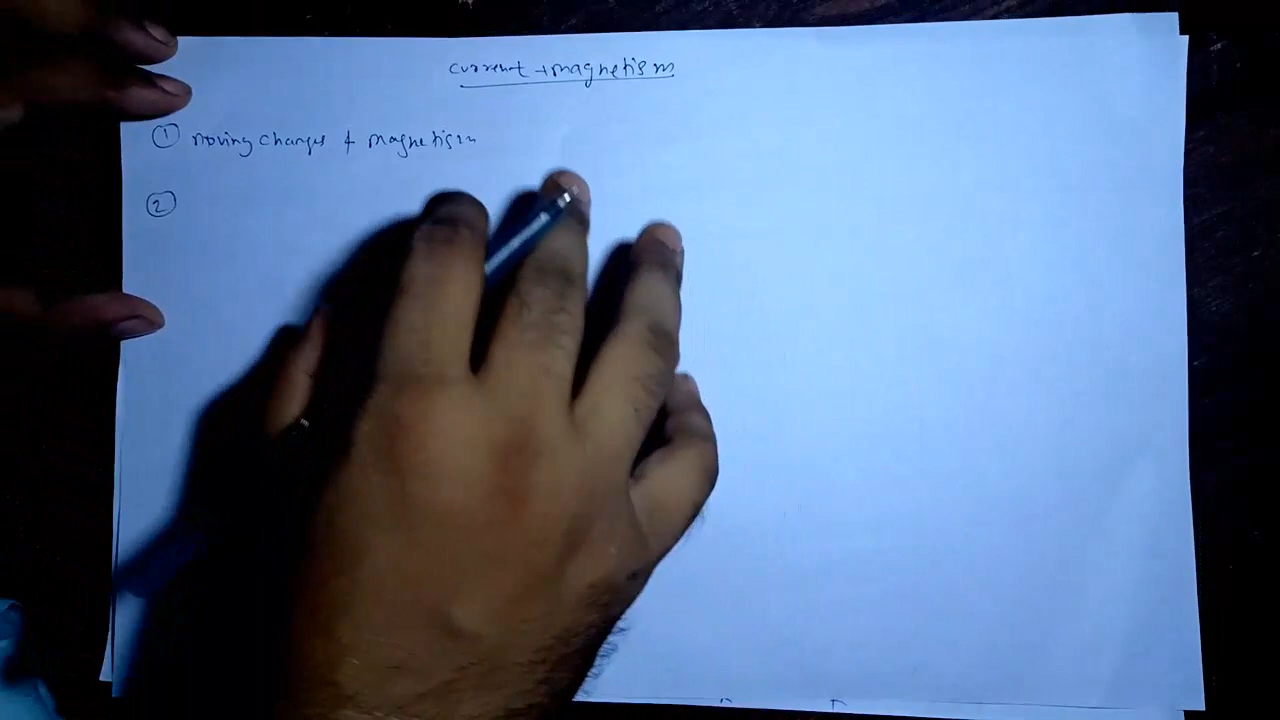 current + magnetism
① moving charges & magnetism
②